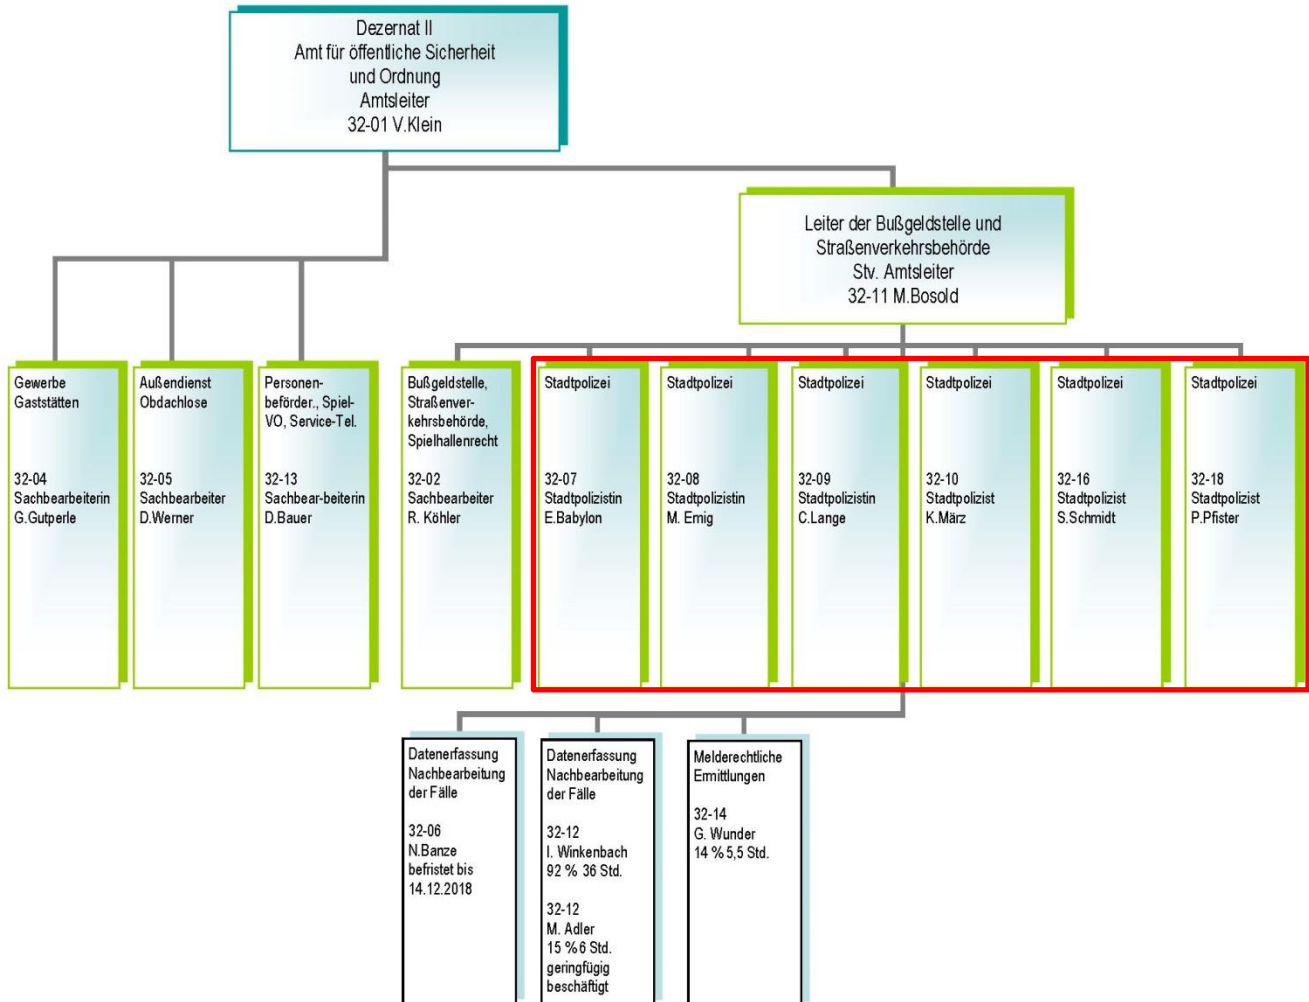 Dezernat II
Amt für öffentliche Sicherheit
und Ordnung
Amtsleiter
32-01 V.Klein
Leiter der Bußgeldstelle und
Straßenverkehrsbehörde
Stv. Amtsleiter
32-11 M.Bosold
Gewerbe
Gaststätten
32-04
Sachbearbeiterin
G.Gutperle
Außendienst
Obdachlose
32-05
Sachbearbeiter
D.Werner
Personen-
beförder., Spiel-
VO, Service-Tel.
32-13
Sachbear-beiterin
D.Bauer
Bußgeldstelle,
Straßenver-
kehrsbehörde,
Spielhallenrecht
32-02
Sachbearbeiter
R. Köhler
Stadtpolizei
32-07
Stadtpolizistin
E.Babylon
Stadtpolizei
32-08
Stadtpolizistin
M. Emig
Stadtpolizei
32-09
Stadtpolizistin
C.Lange
Stadtpolizei
32-10
Stadtpolizist
K.März
Stadtpolizei
32-16
Stadtpolizist
S.Schmidt
Stadtpolizei
32-18
Stadtpolizist
P.Pfister
Datenerfassung
Nachbearbeitung
der Fälle
32-06
N.Banze
befristet bis
14.12.2018
Datenerfassung
Nachbearbeitung
der Fälle
32-12
I. Winkenbach
92 % 36 Std.
32-12
M. Adler
15 %6 Std.
geringfügig
beschäftigt
Melderechtliche
Ermittlungen
32-14
G. Wunder
14 % 5,5 Std.